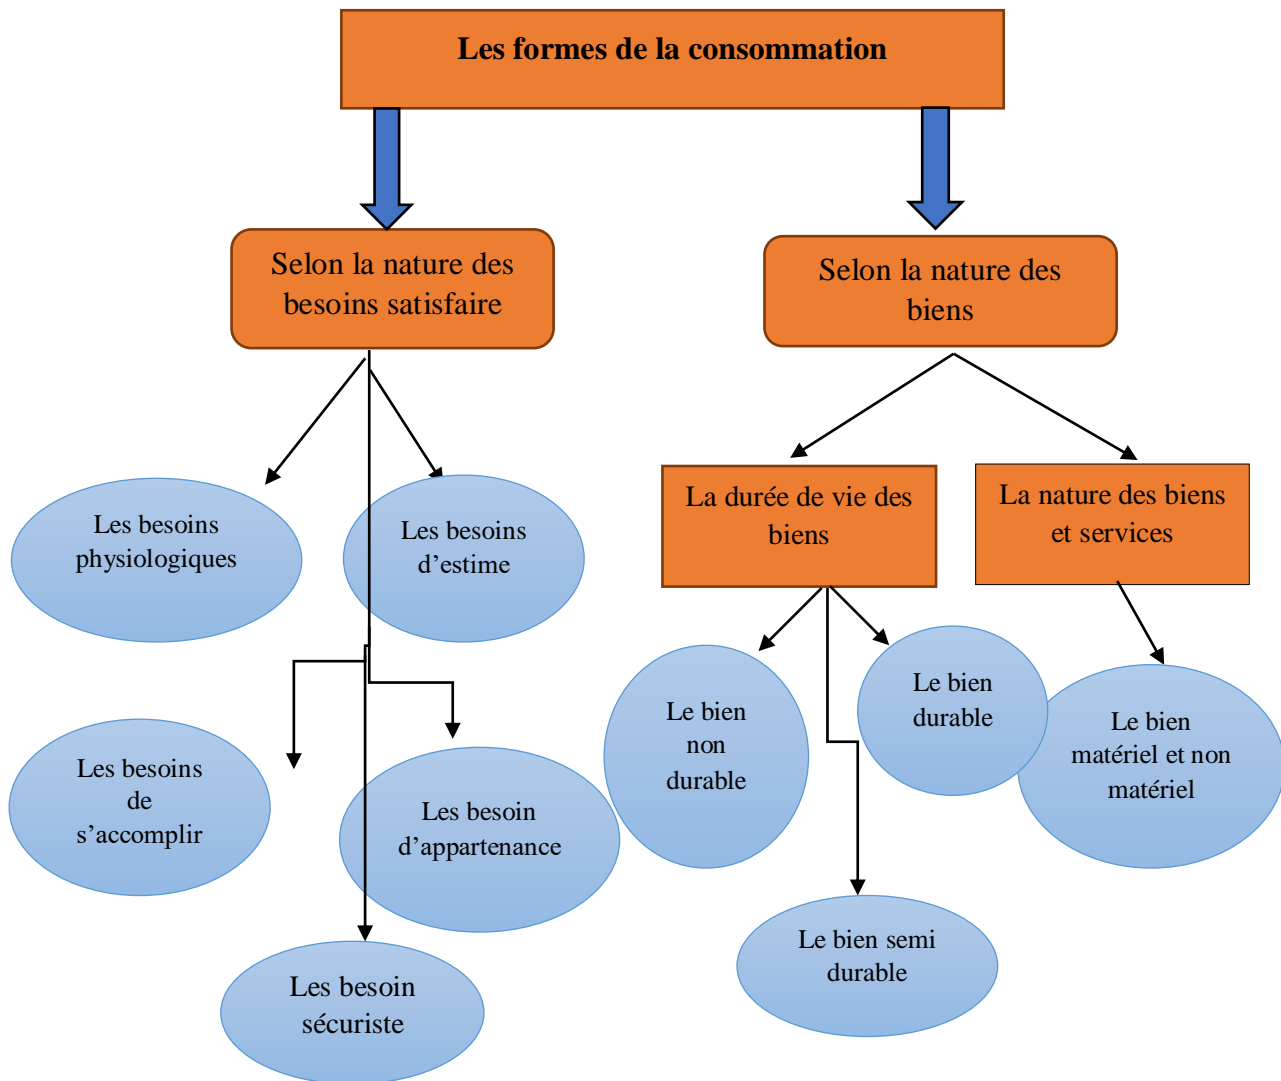 Les formes de la consommation
Selon la nature des
besoins satisfaire
Selon la nature des
biens
Les besoins
physiologiques
Les besoins
d’estime
La durée de vie des
biens
La nature des biens
et services
Les besoins
de
s’accomplir
Les besoin
d’appartenance
Le bien
non
durable
Le bien
durable
Le bien
matériel et non
matériel
Les besoin
sécuriste
Le bien semi
durable